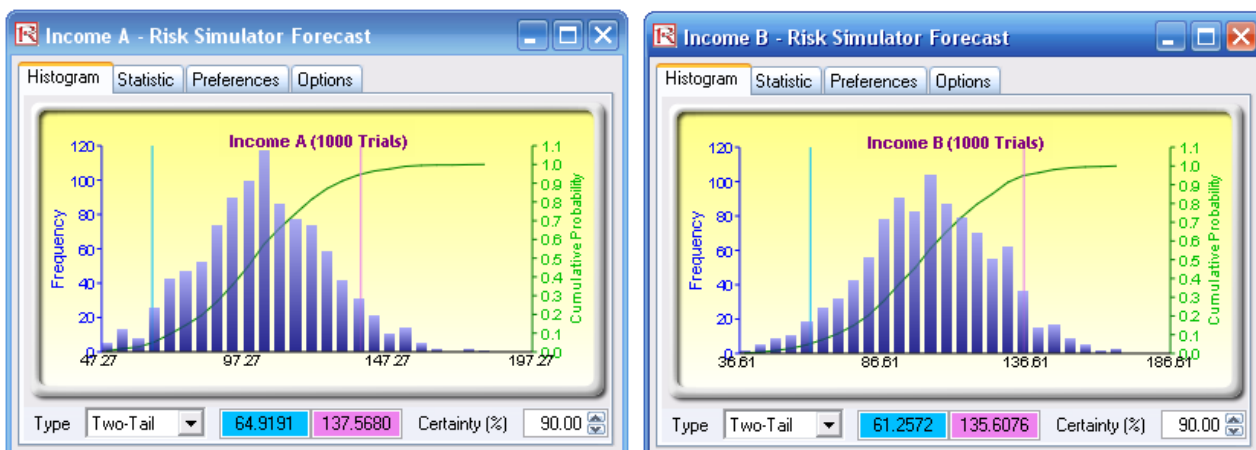 Income A - Risk Simulator Forecast
Histogram Statistic Preferences Options
Income A (1000 Trials)
Frequency
120
100
80
60
40
20
0
47.27 97.27 147.27 197.27
Cumulative Probability
1.1
1.0
0.9
0.8
0.7
0.6
0.5
0.4
0.3
0.2
0.1
0.0
Type Two-Tail 64.9191 137.5680 Certainty (%) 90.00
Income B - Risk Simulator Forecast
Histogram Statistic Preferences Options
Income B (1000 Trials)
Frequency
120
100
80
60
40
20
0
36.61 86.61 136.61 186.61
Cumulative Probability
1.1
1.0
0.9
0.8
0.7
0.6
0.5
0.4
0.3
0.2
0.1
0.0
Type Two-Tail 61.2572 135.6076 Certainty (%) 90.00